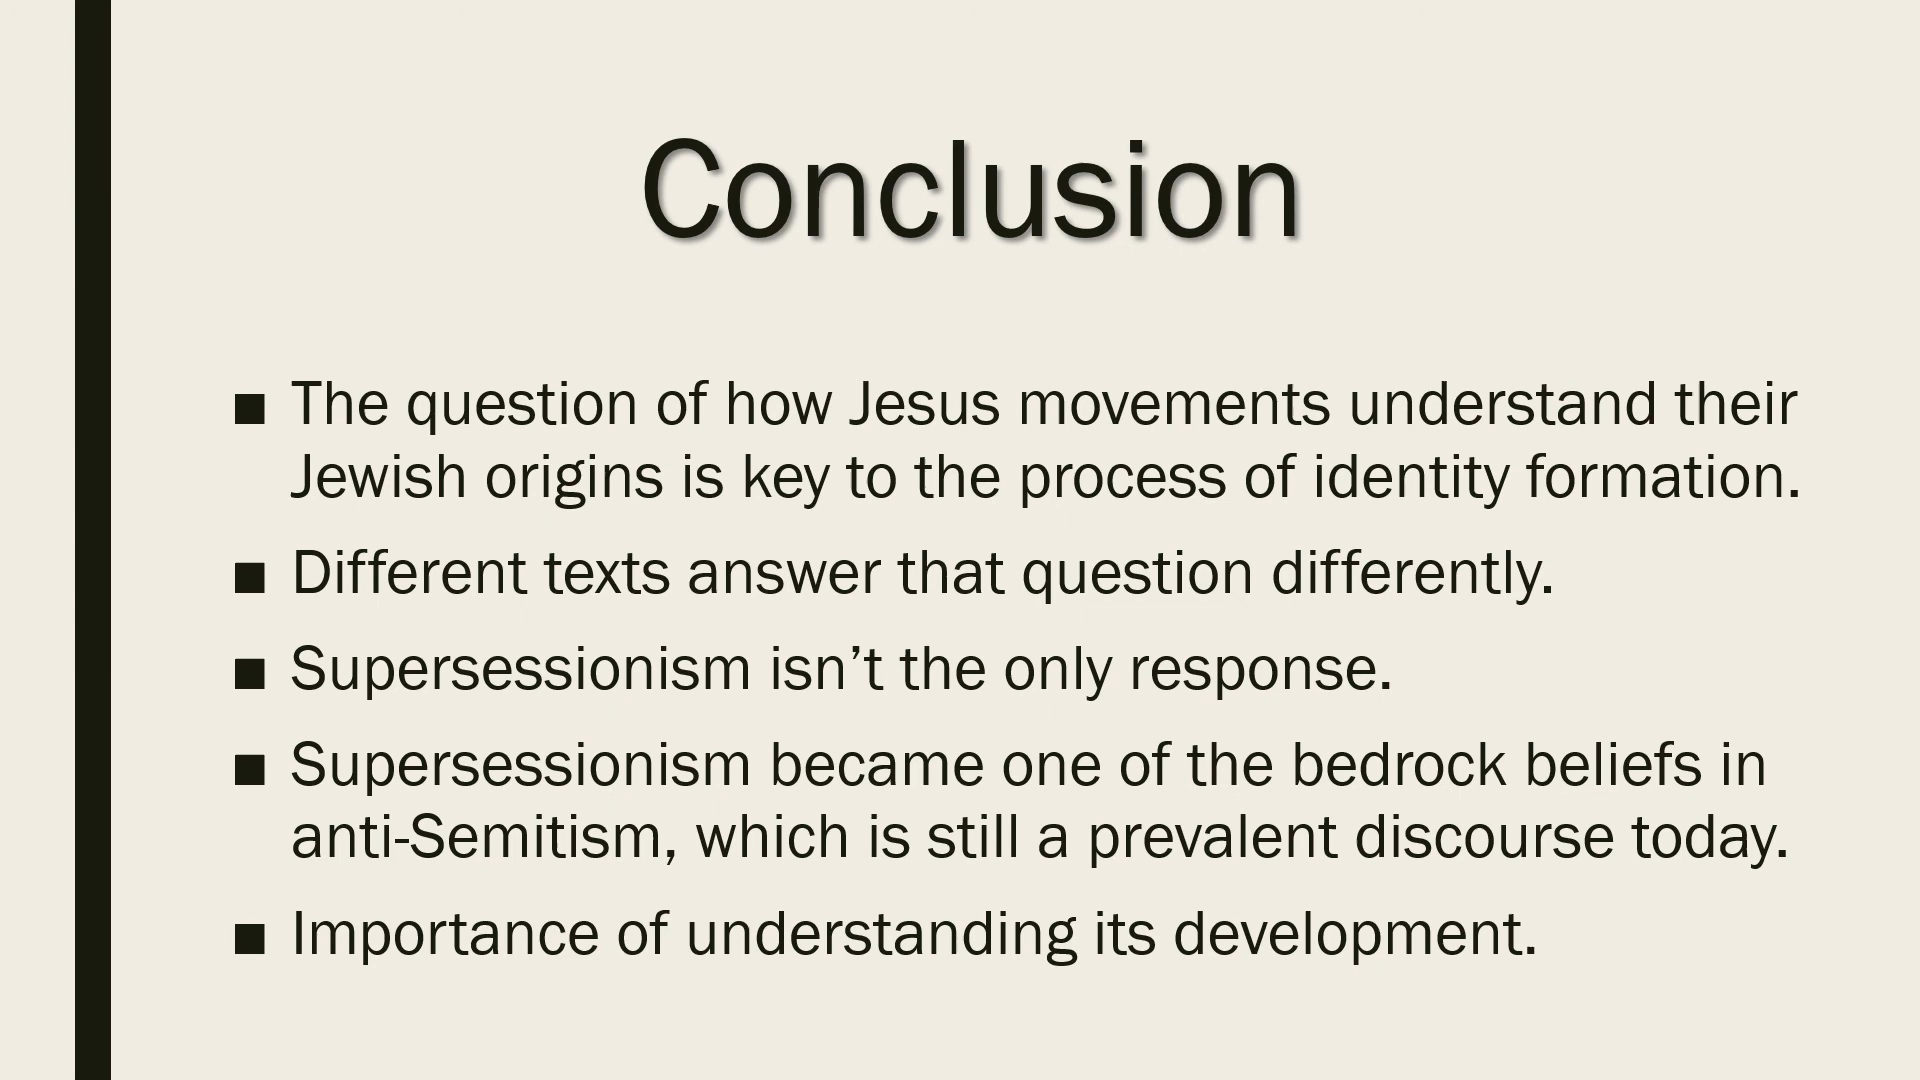 Conclusion
■ The question of how Jesus movements understand their
Jewish origins is key to the process of identity formation.
■ Different texts answer that question differently.
■ Supersessionism isn’t the only response.
■ Supersessionism became one of the bedrock beliefs in
anti-Semitism, which is still a prevalent discourse today.
■ Importance of understanding its development.